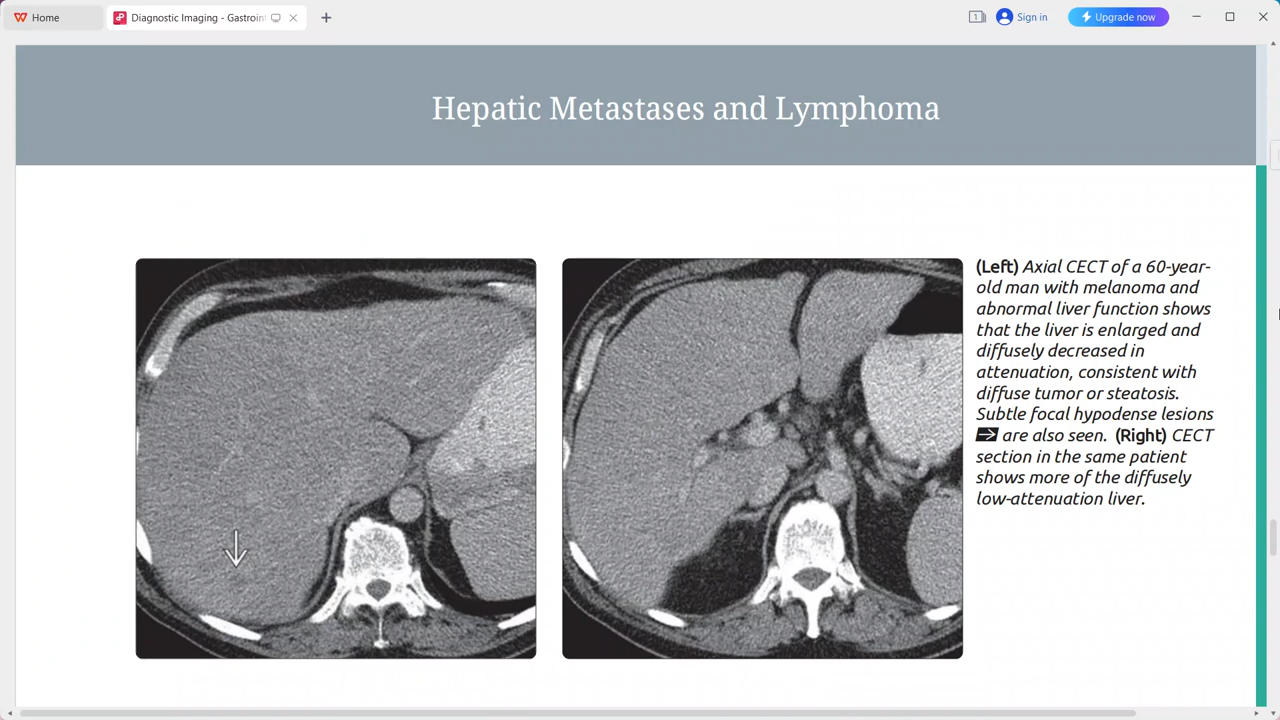 Home
Diagnostic Imaging - Gastroint
1
Sign in
Upgrade now
Hepatic Metastases and Lymphoma
(Left) Axial CECT of a 60-year-
old man with melanoma and
abnormal liver function shows
that the liver is enlarged and
diffusely decreased in
attenuation, consistent with
diffuse tumor or steatosis.
Subtle focal hypodense lesions
are also seen. (Right) CECT
section in the same patient
shows more of the diffusely
low-attenuation liver.